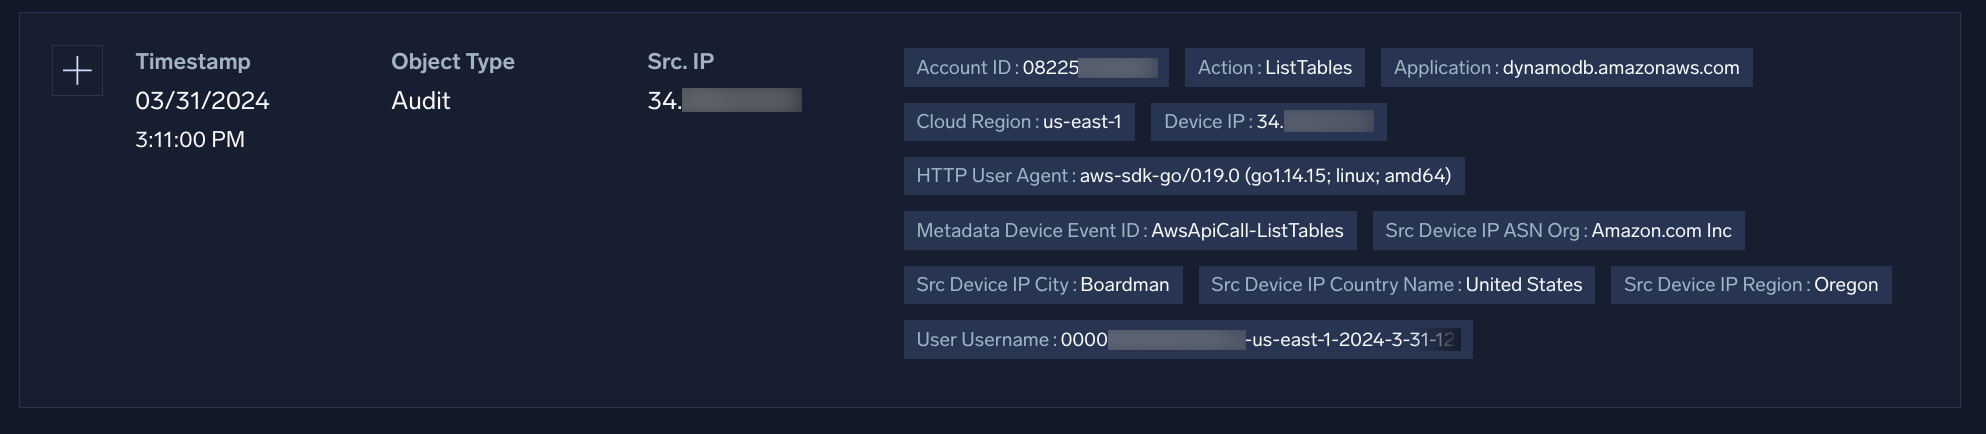 Timestamp
03/31/2024
3:11:00 PM
Object Type
Audit
Src. IP
34.
Account ID : 08225
Action : ListTables
Application : dynamodb.amazonaws.com
Cloud Region : us-east-1
Device IP : 34.
HTTP User Agent : aws-sdk-go/0.19.0 (go1.14.15; linux; amd64)
Metadata Device Event ID : AwsApiCall-ListTables
Src Device IP ASN Org : Amazon.com Inc
Src Device IP City : Boardman
Src Device IP Country Name : United States
Src Device IP Region : Oregon
User Username : 0000 -us-east-1-2024-3-31-12